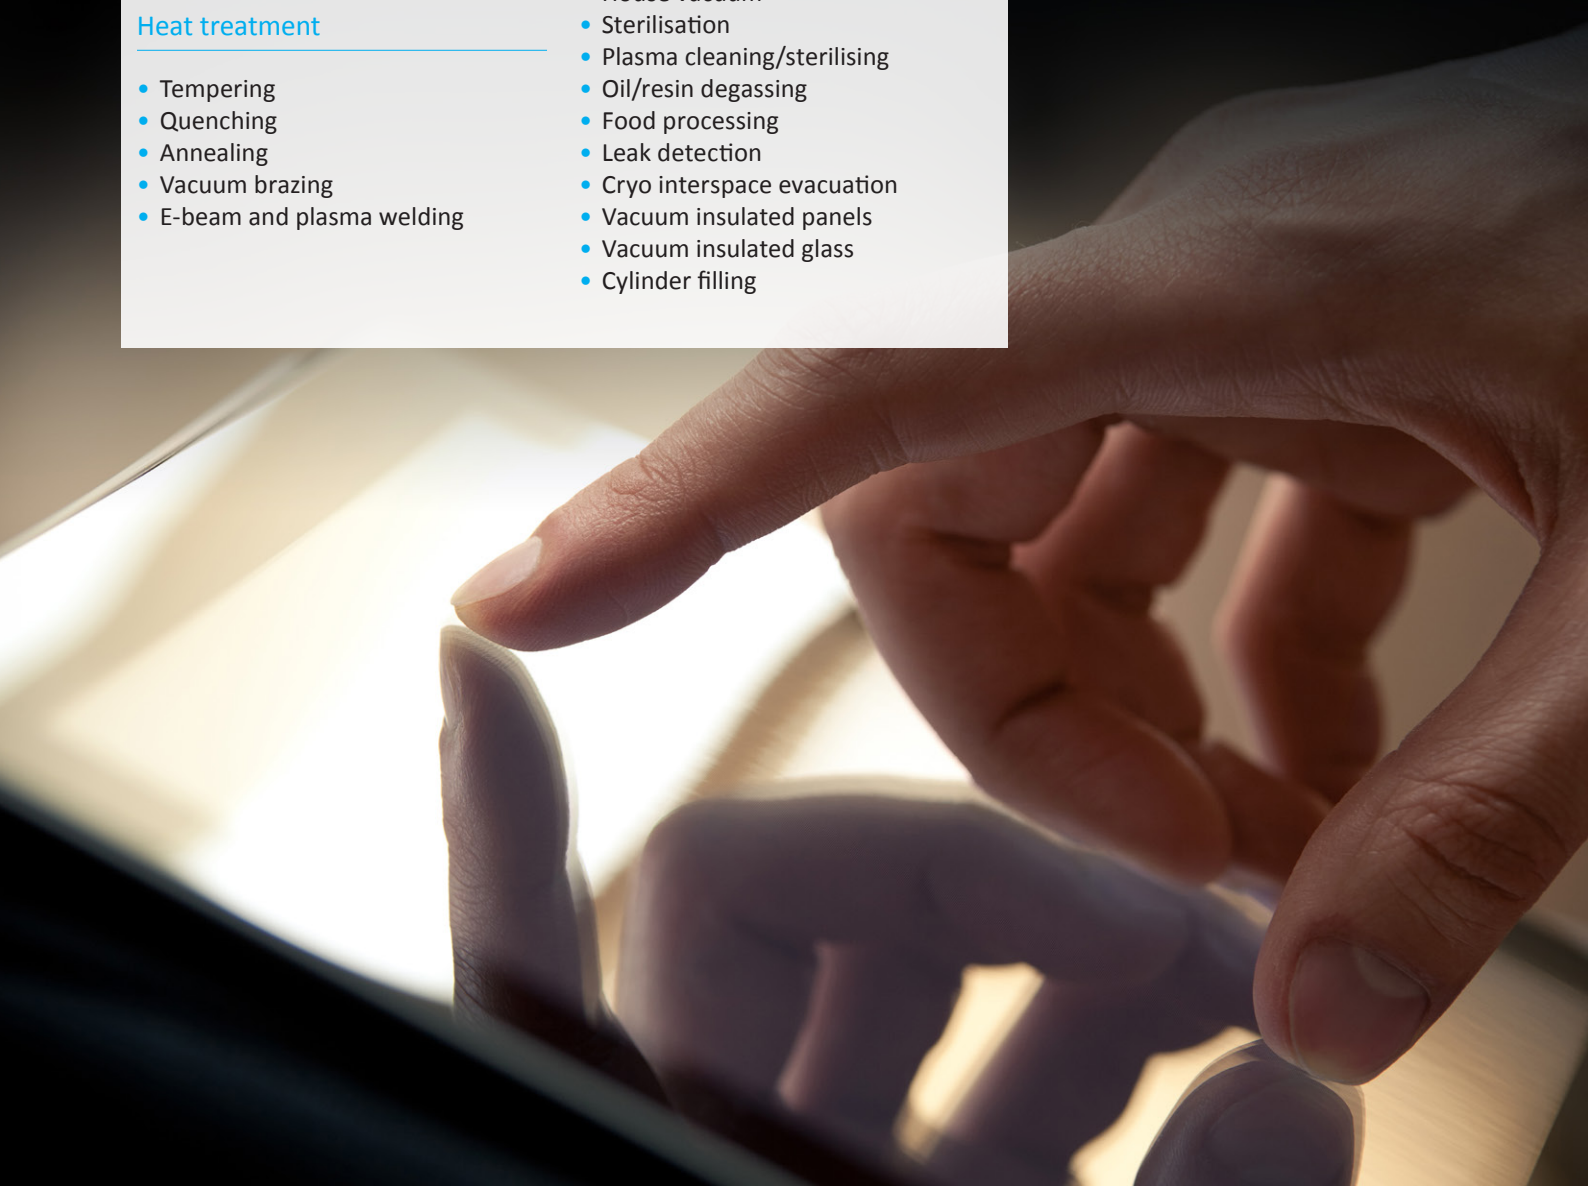 Heat treatment
• Tempering
• Quenching
• Annealing
• Vacuum brazing
• E-beam and plasma welding
• Sterilisation
• Plasma cleaning/sterilising
• Oil/resin degassing
• Food processing
• Leak detection
• Cryo interspace evacuation
• Vacuum insulated panels
• Vacuum insulated glass
• Cylinder filling